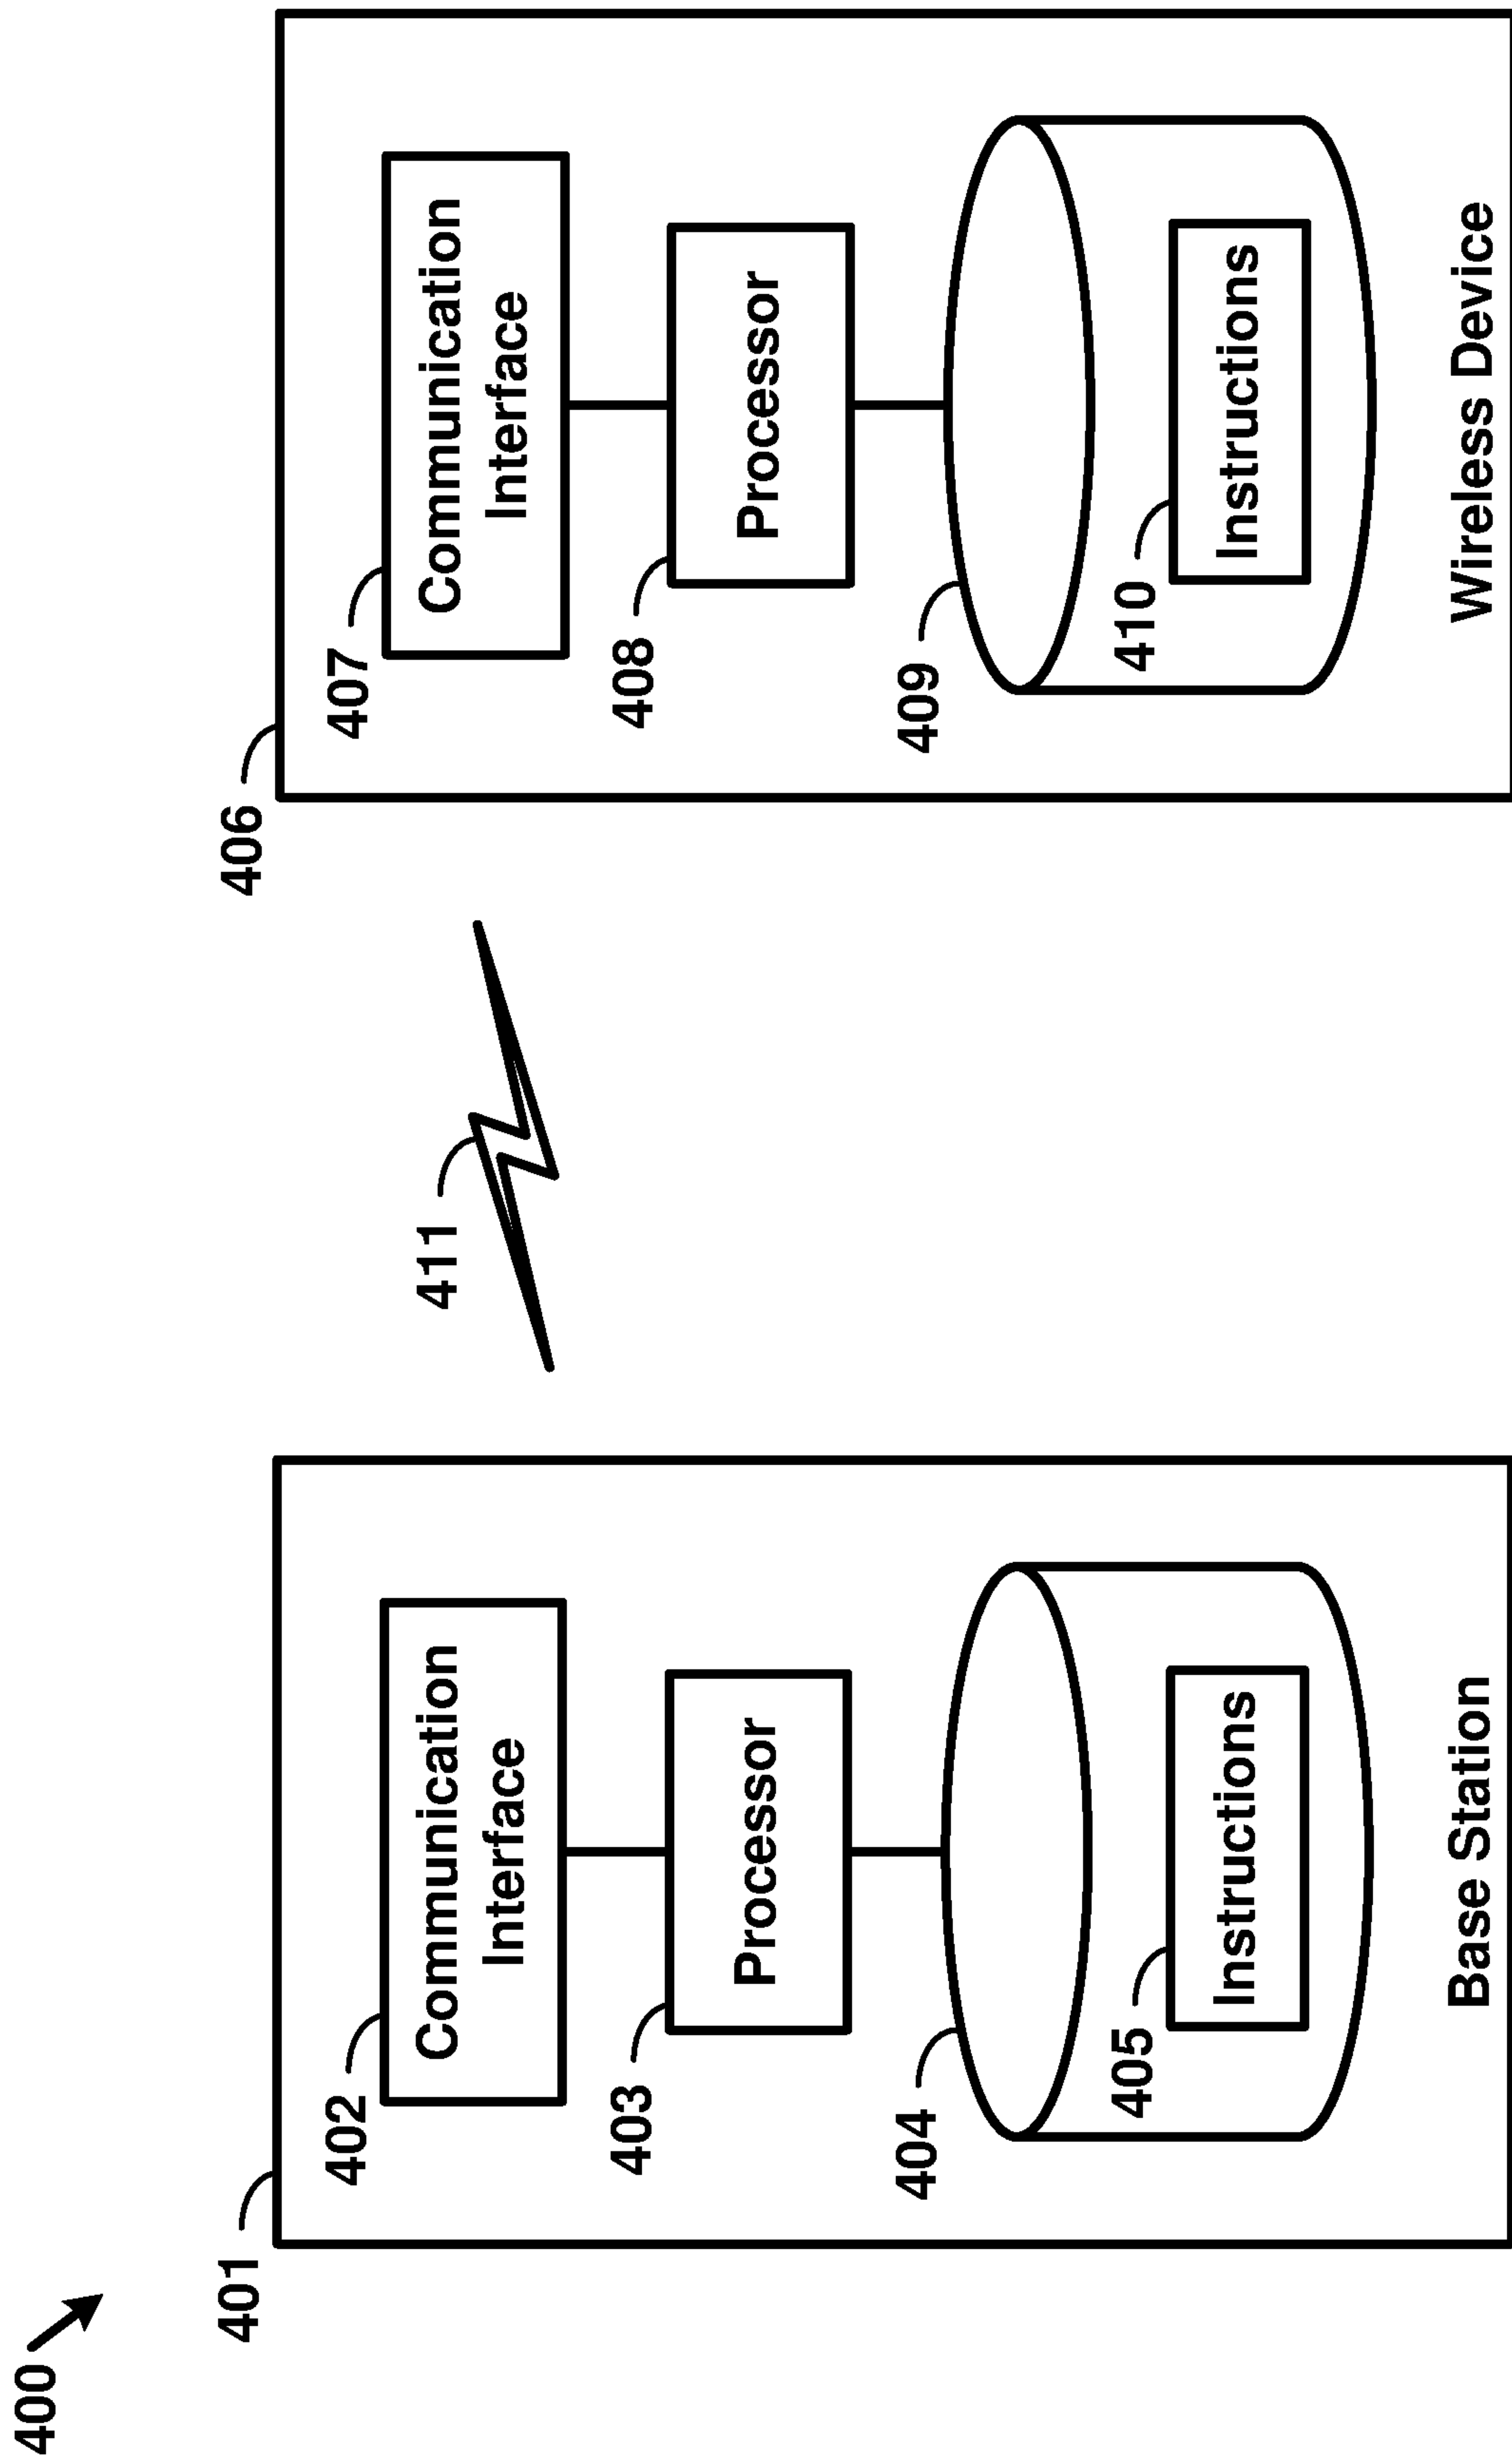 400
401
402
Communication
Interface
403
Processor
404
405
Instructions
Base Station
411
406
407
Communication
Interface
408
Processor
409
410
Instructions
Wireless Device